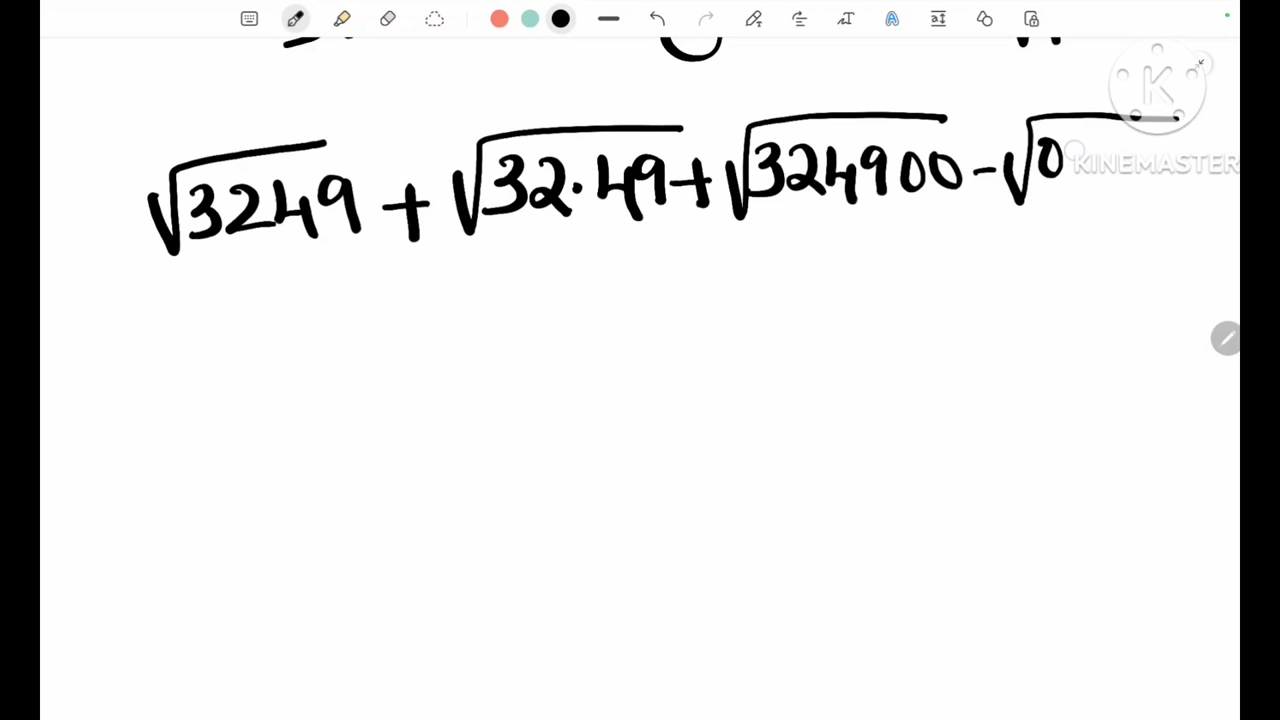 √3249 + √32.49 + √324900 - √0
K
KINEMASTER